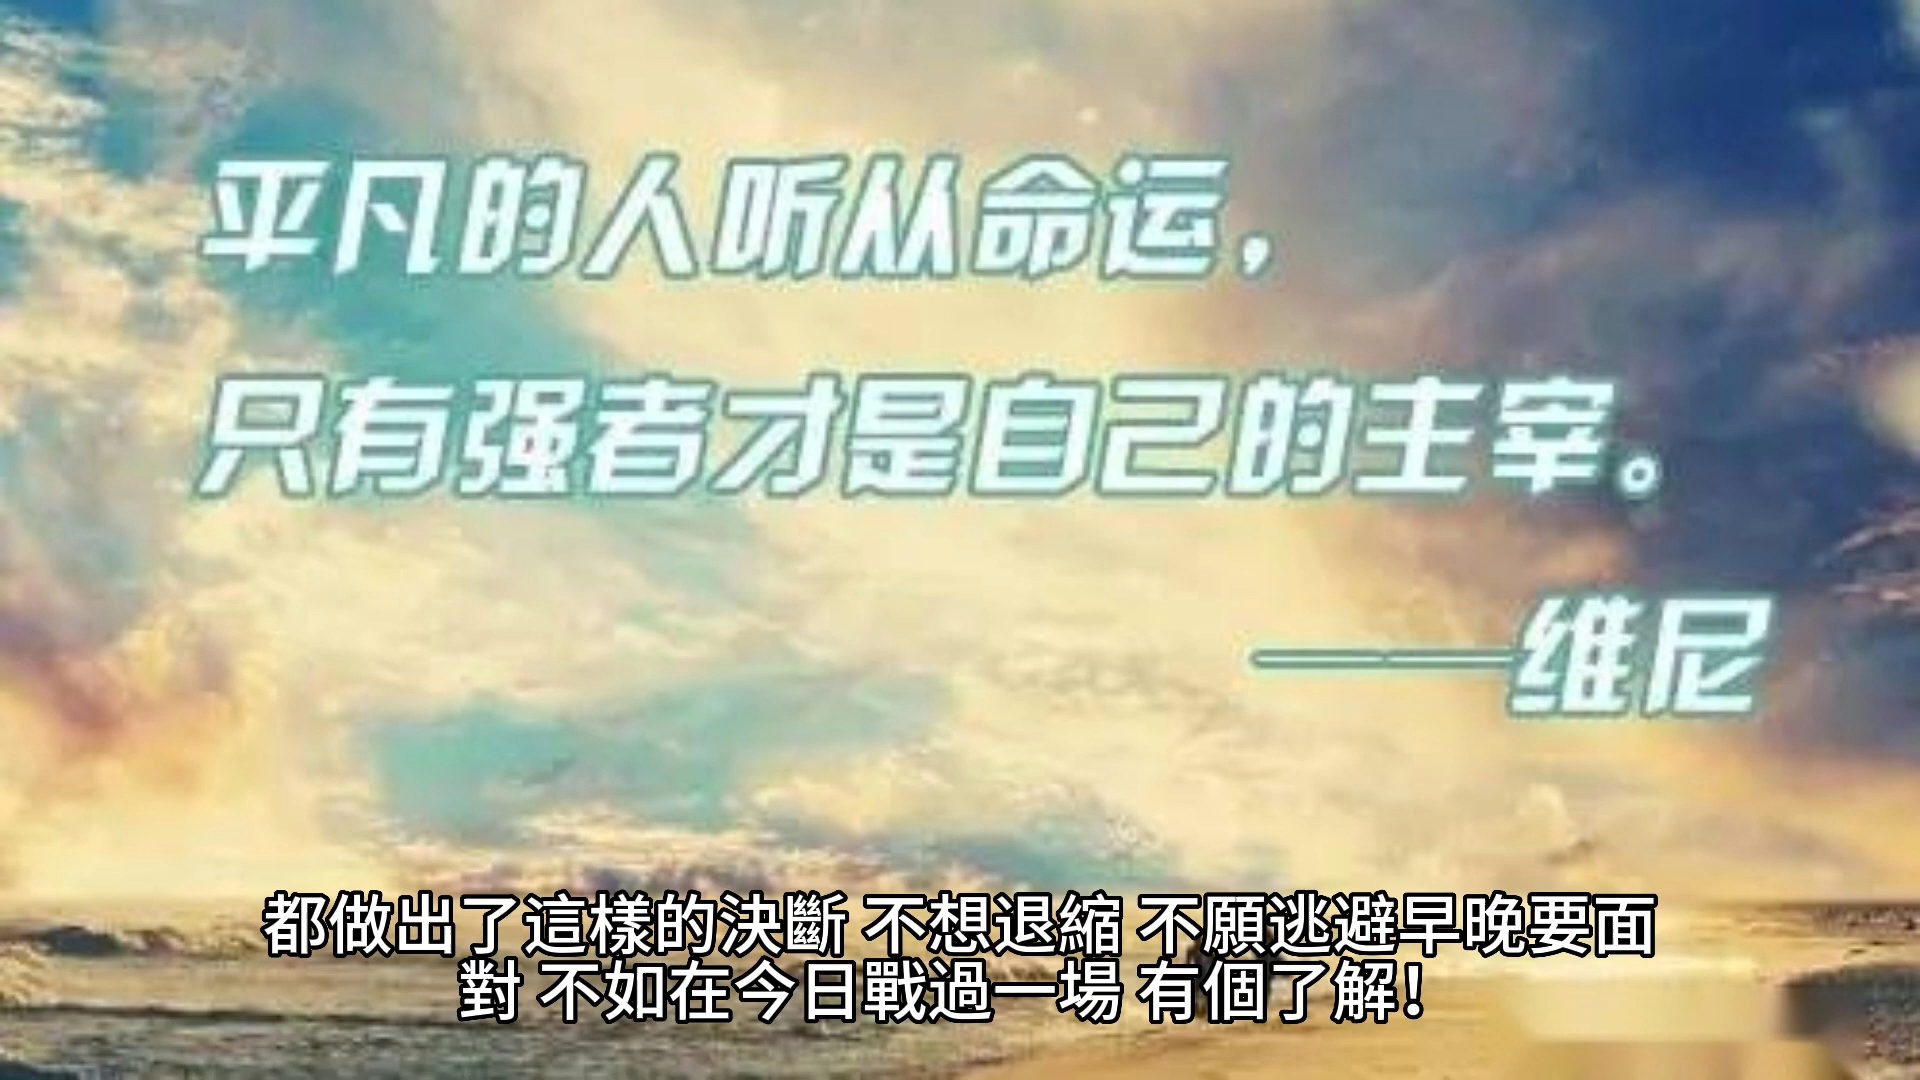 平凡的人听从命运，
只有强者才是自己的主宰。
——维尼
都做出了這樣的決斷 不想退縮 不願逃避早晚要面
對 不如在今日戰過一場 有個了解！